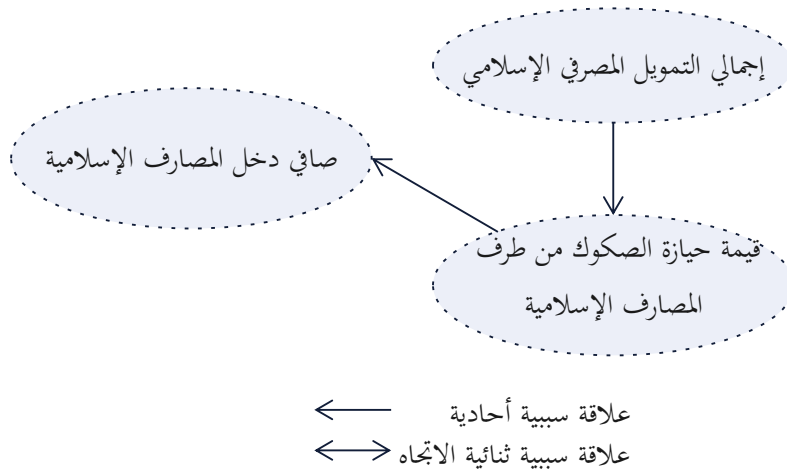 إجمالي التمويل المصرفي الإسلامي
صافي دخل المصارف الإسلامية
قيمة حيازة الصكوك من طرف
المصارف الإسلامية
علاقة سببية أحادية
علاقة سببية ثنائية الاتجاه